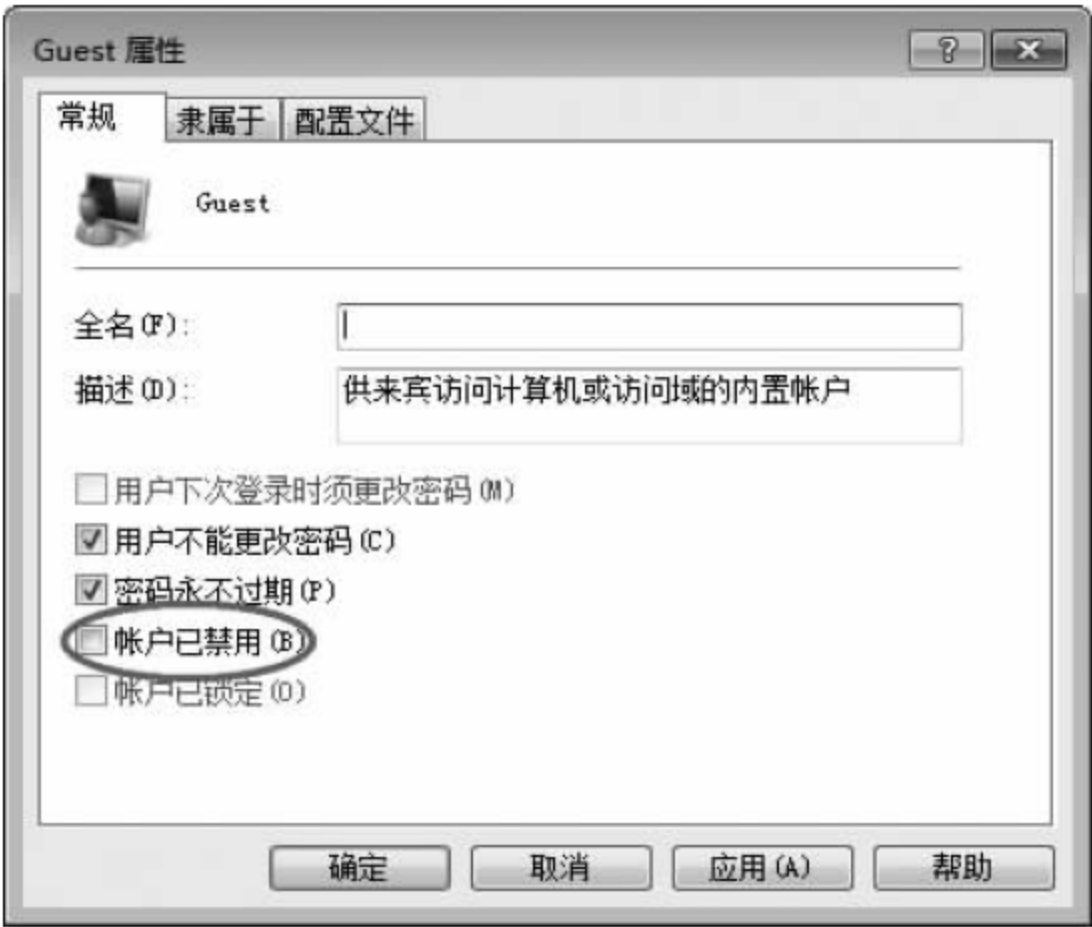 Guest 属性
常规 隶属于 配置文件
Guest
全名(F):
描述(D): 供来宾访问计算机或访问域的内置帐户
用户下次登录时须更改密码(M)
用户不能更改密码(C)
密码永不过期(P)
帐户已禁用(B)
帐户已锁定(O)
确定 取消 应用(A) 帮助